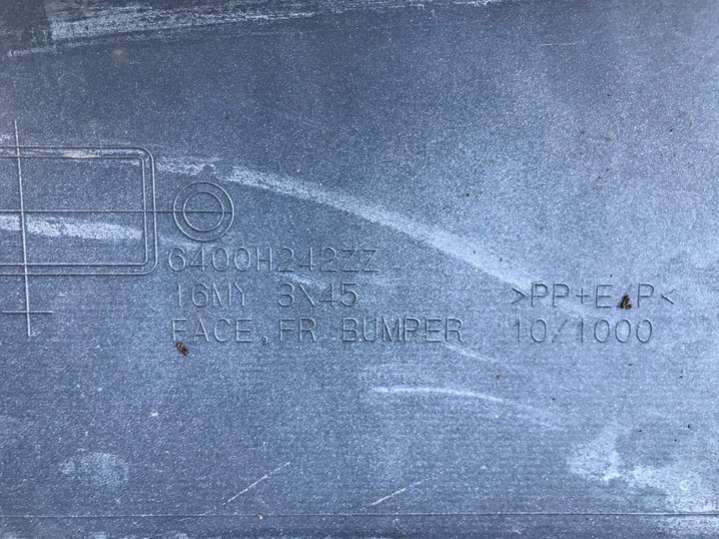 6400H242ZZ
16MY 3X45
FACE,FR BUMPER
>PP+E/P<
10/1000